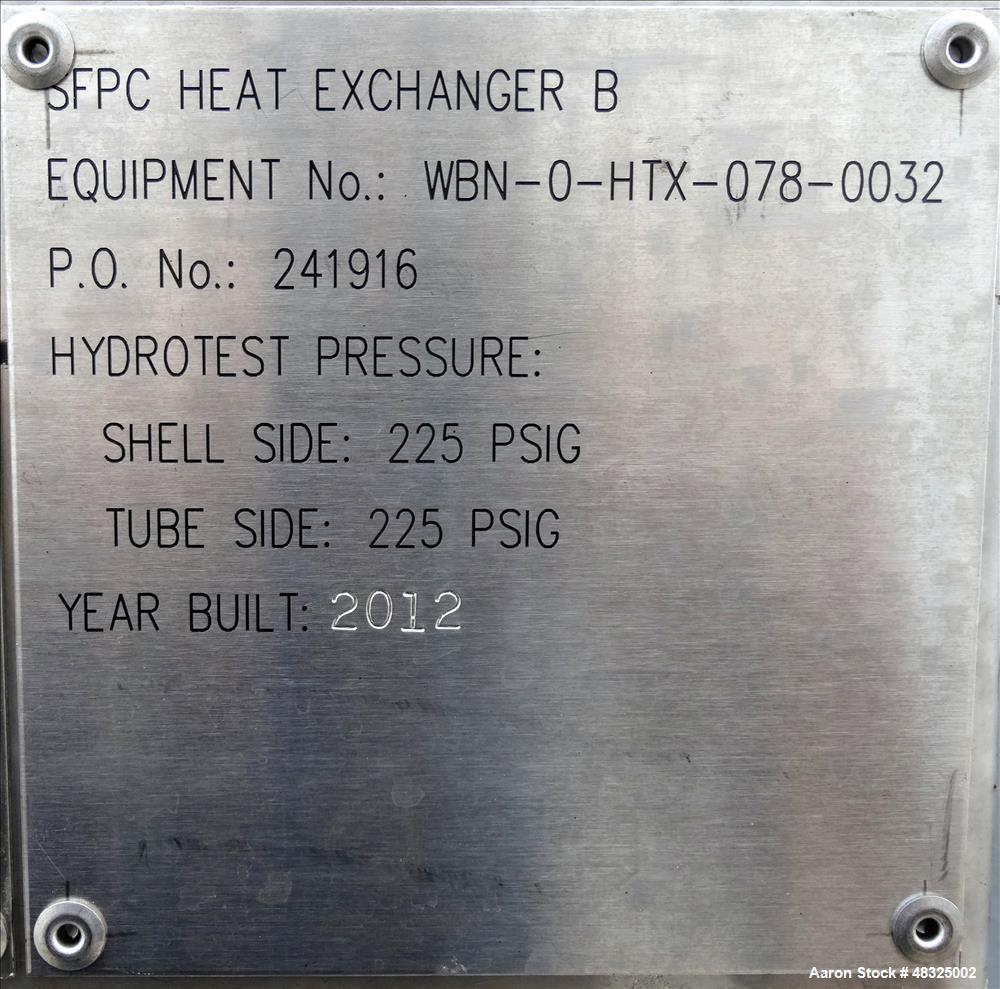 SFPC HEAT EXCHANGER B
EQUIPMENT No.: WBN-0-HTX-078-0032
P.O. No.: 241916
HYDROTEST PRESSURE:
SHELL SIDE: 225 PSIG
TUBE SIDE: 225 PSIG
YEAR BUILT: 2012
Aaron Stock # 48325002